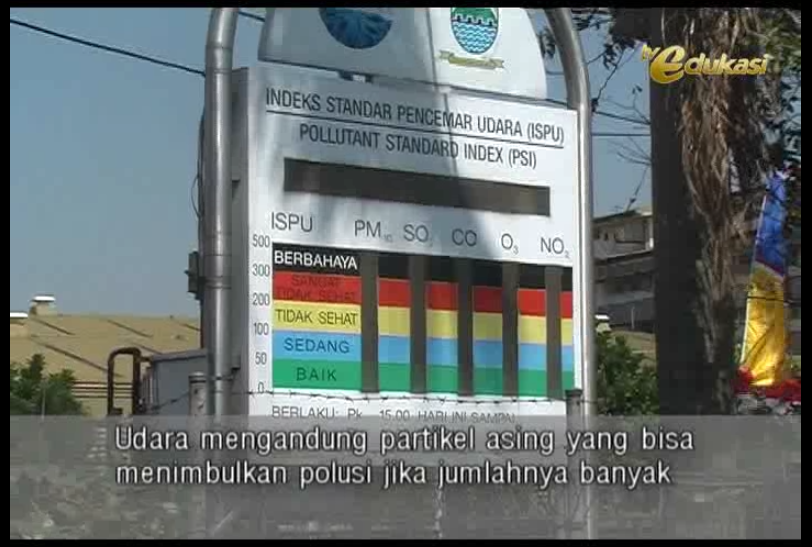 tv edukasi
INDEKS STANDAR PENCEMAR UDARA (ISPU)
POLLUTANT STANDARD INDEX (PSI)
ISPU PM10 SO2 CO O3 NO2
500
BERBAHAYA
300
SANGAT
TIDAK SEHAT
200
TIDAK SEHAT
100
SEDANG
50
BAIK
0
BERLAKU: Pk. 15.00 HARI INI SAMPAI
Udara mengandung partikel asing yang bisa
menimbulkan polusi jika jumlahnya banyak